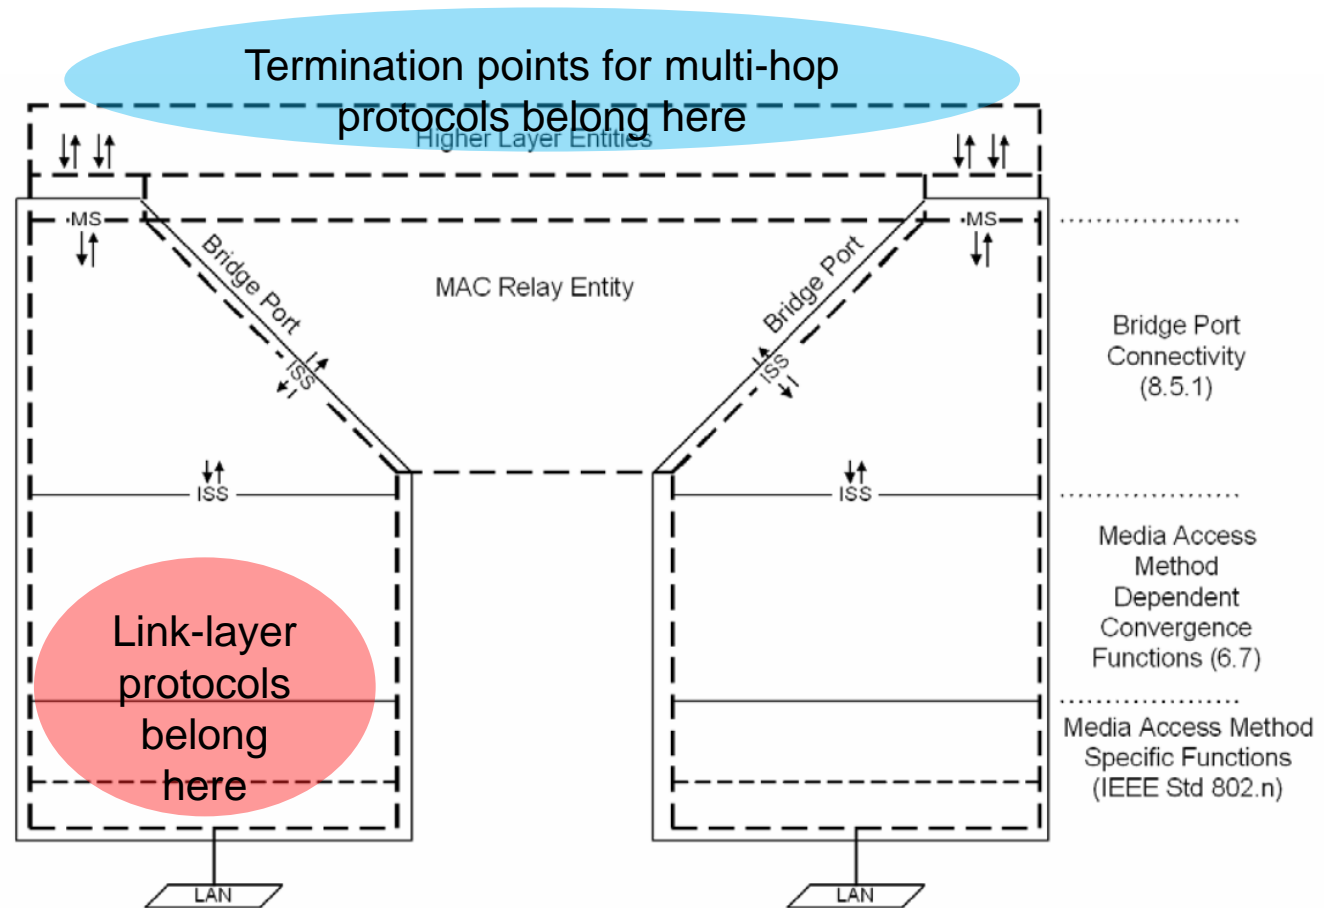 Termination points for multi-hop
protocols belong here
Higher Layer Entities
MS
MS
Bridge Port
Bridge Port
MAC Relay Entity
ISS
ISS
Bridge Port
Connectivity
(8.5.1)
ISS
ISS
Media Access
Method
Dependent
Convergence
Functions (6.7)
Link-layer
protocols
belong
here
Media Access Method
Specific Functions
(IEEE Std 802.n)
LAN
LAN